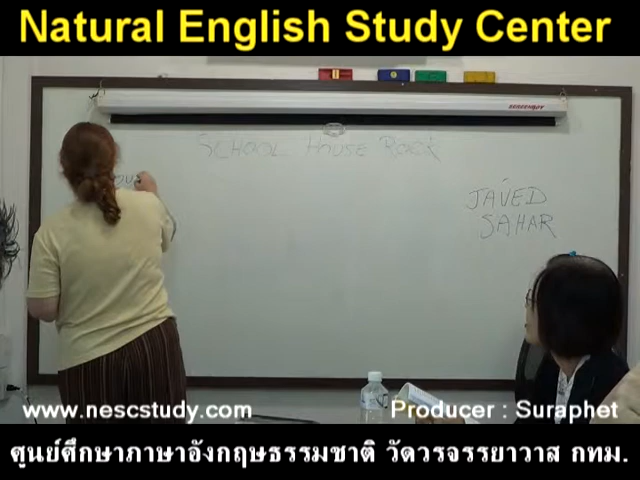 Natural English Study Center
SCREENBOY
SCHOOL HOUSE ROCK
OUS
JAVED
SAHAR
www.nescstudy.com
Producer : Suraphet
ศูนย์ศึกษาภาษาอังกฤษธรรมชาติ วัดวรจรรยาวาส กทม.